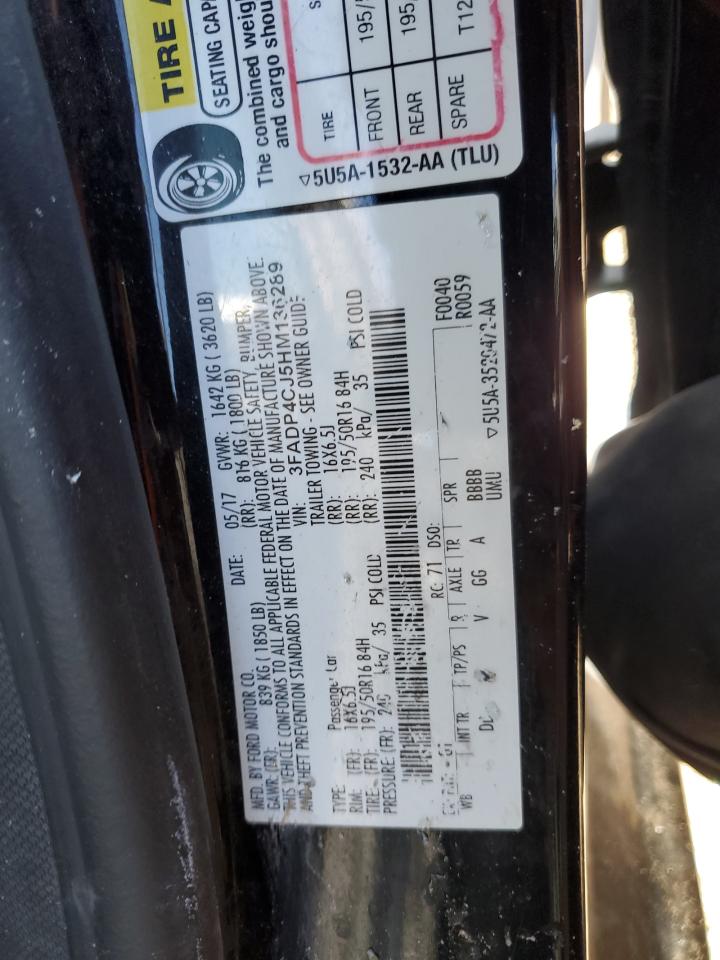 TIRE A
SEATING CAP
The combined weigh
and cargo shou
TIRE S
FRONT 195/5
REAR 195
SPARE T12
5U5A-1532-AA (TLU)
MFD. BY FORD MOTOR CO. DATE: 05/17 GVWR: 1642 KG ( 3620 LB)
GAWR: (FR): 839 KG ( 1850 LB) (RR): 816 KG ( 1800 LB)
THIS VEHICLE CONFORMS TO ALL APPLICABLE FEDERAL MOTOR VEHICLE SAFETY, BUMPER,
AND THEFT PREVENTION STANDARDS IN EFFECT ON THE DATE OF MANUFACTURE SHOWN ABOVE.
VIN: 3FADP4CJ5HM136289
TYPE: Passenger Car TRAILER TOWING - SEE OWNER GUIDE
RIM: (FR): 16X6.5J (RR): 16X6.5J
TIRE: (FR): 195/50R16 84H (RR): 195/50R16 84H
PRESSURE (FR): 240 kPa/ 35 PSI COLD (RR): 240 kPa/ 35 PSI COLD
RC: 71 DSO: F0040
R0059
WB INT TR TP/PS R AXLE TR SPR
V GG A BBBB
UMU